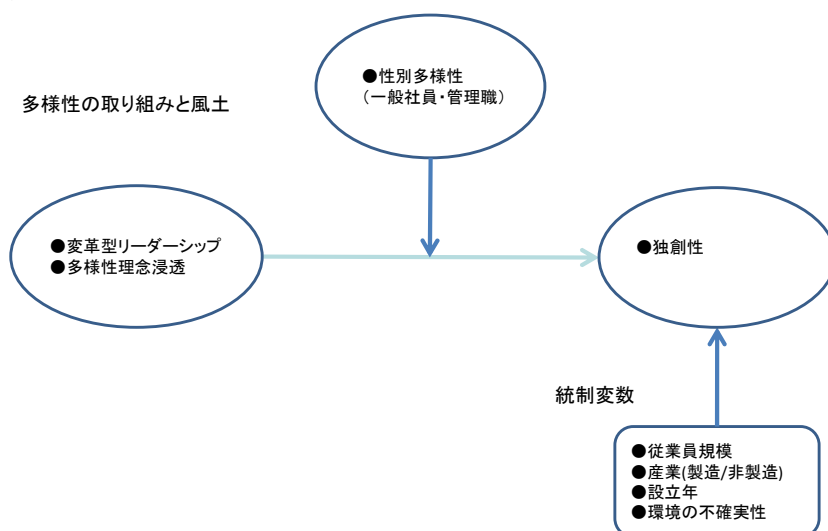 ●性別多様性
(一般社員・管理職)
多様性の取り組みと風土
●変革型リーダーシップ
●多様性理念浸透
●独創性
統制変数
●従業員規模
●産業(製造/非製造)
●設立年
●環境の不確実性